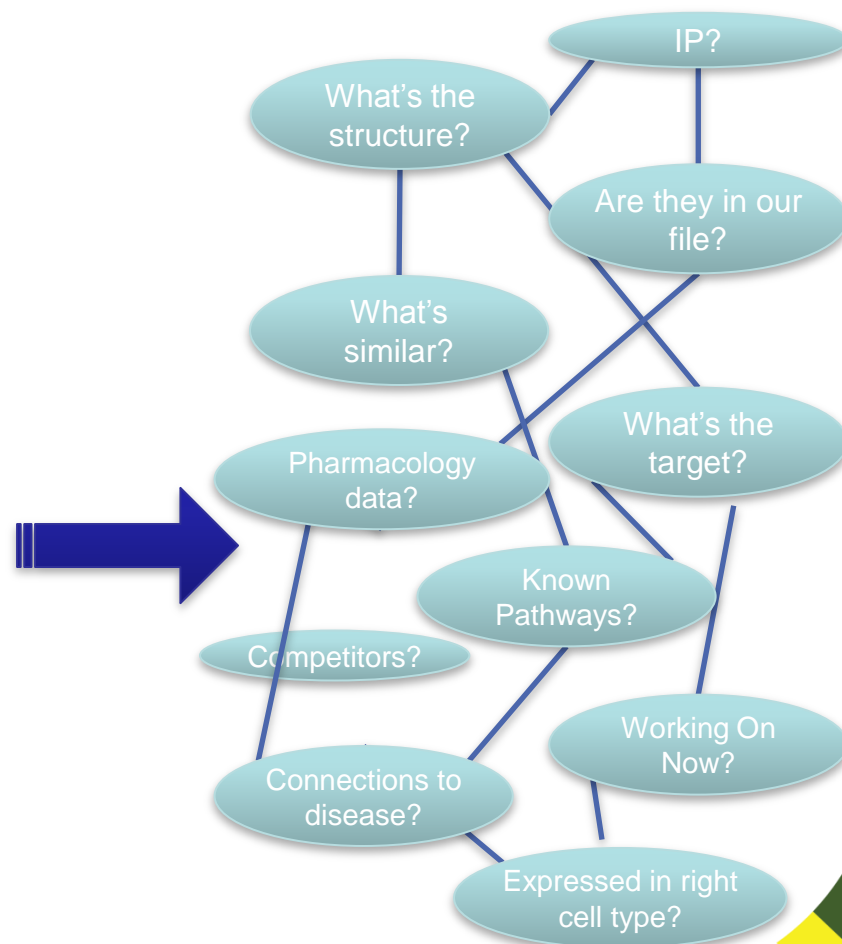 IP?
What's the
structure?
Are they in our
file?
What's
similar?
What's the
target?
Pharmacology
data?
Known
Pathways?
Competitors?
Working On
Now?
Connections to
disease?
Expressed in right
cell type?